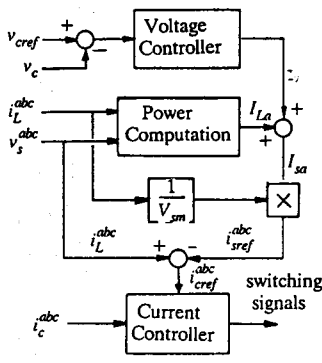 v_cref
+
−
v_c
Voltage
Controller
i_L^abc
v_s^abc
Power
Computation
I_La
+
+
I_sa
1
V_sm
×
i_L^abc
+
−
i_sref^abc
i_cref^abc
switching
signals
i_c^abc
Current
Controller